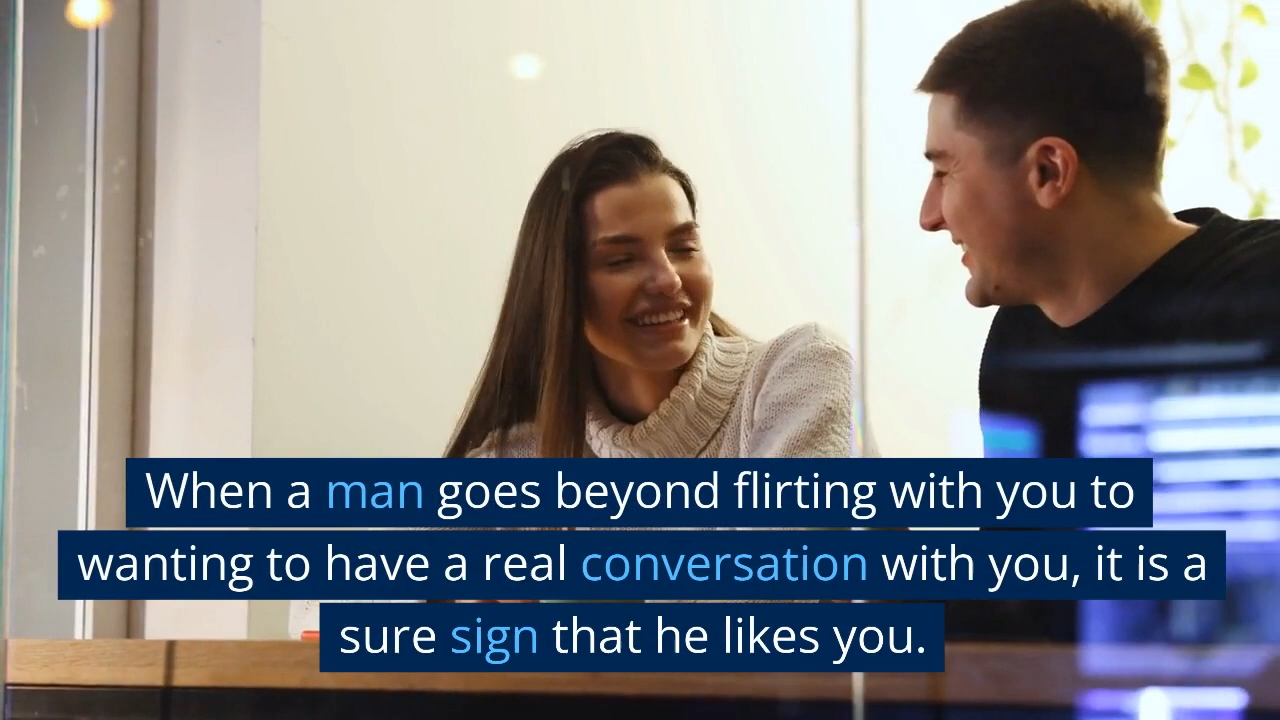 When a man goes beyond flirting with you to
wanting to have a real conversation with you, it is a
sure sign that he likes you.